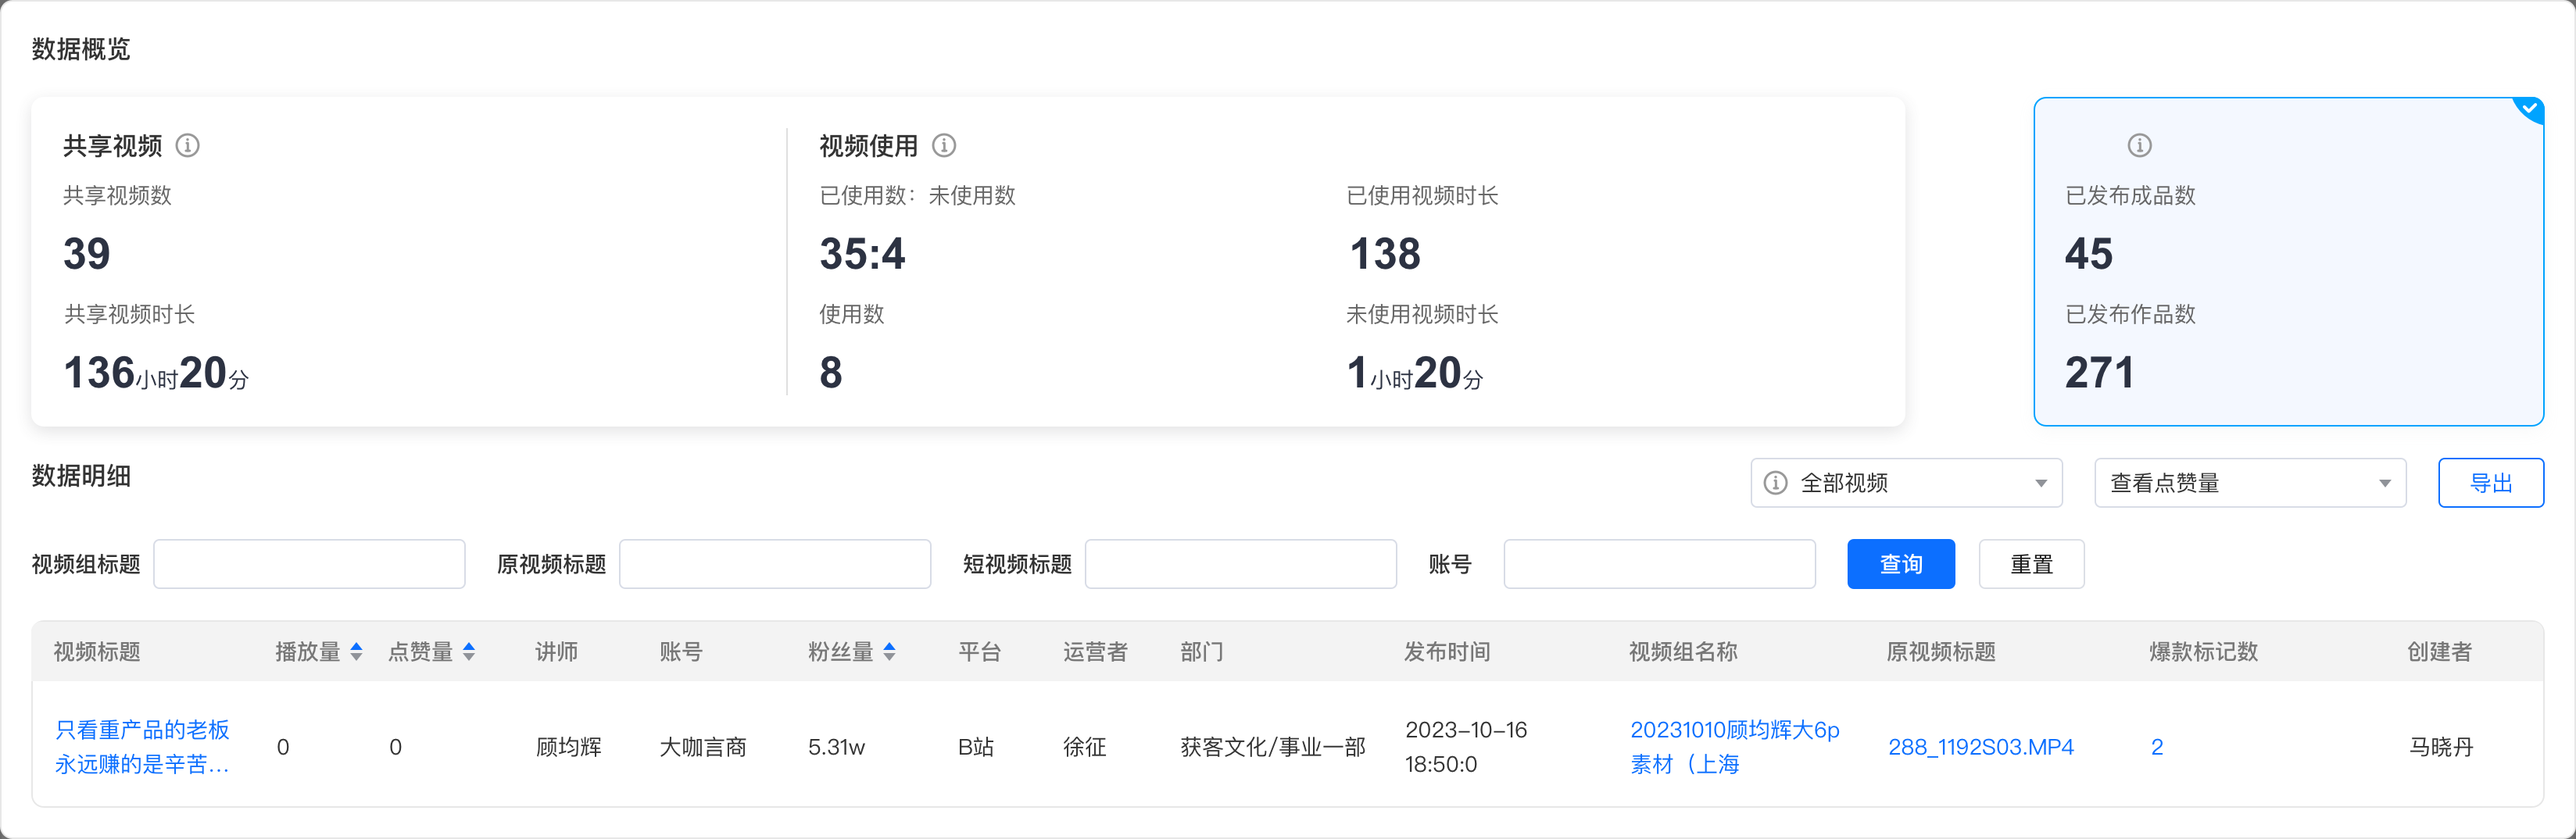 数据概览
共享视频
共享视频数
39
共享视频时长
136小时20分
视频使用
已使用数：未使用数
35:4
使用数
8
已使用视频时长
138
未使用视频时长
1小时20分
已发布成品数
45
已发布作品数
271
数据明细
全部视频
查看点赞量
导出
视频组标题
原视频标题
短视频标题
账号
查询
重置
视频标题 播放量 点赞量 讲师 账号 粉丝量 平台 运营者 部门 发布时间 视频组名称 原视频标题 爆款标记数 创建者
只看重产品的老板
永远赚的是辛苦...
0
0
顾均辉
大咖言商
5.31w
B站
徐征
获客文化/事业一部
2023-10-16
18:50:0
20231010顾均辉大6p
素材（上海
288_1192S03.MP4
2
马晓丹